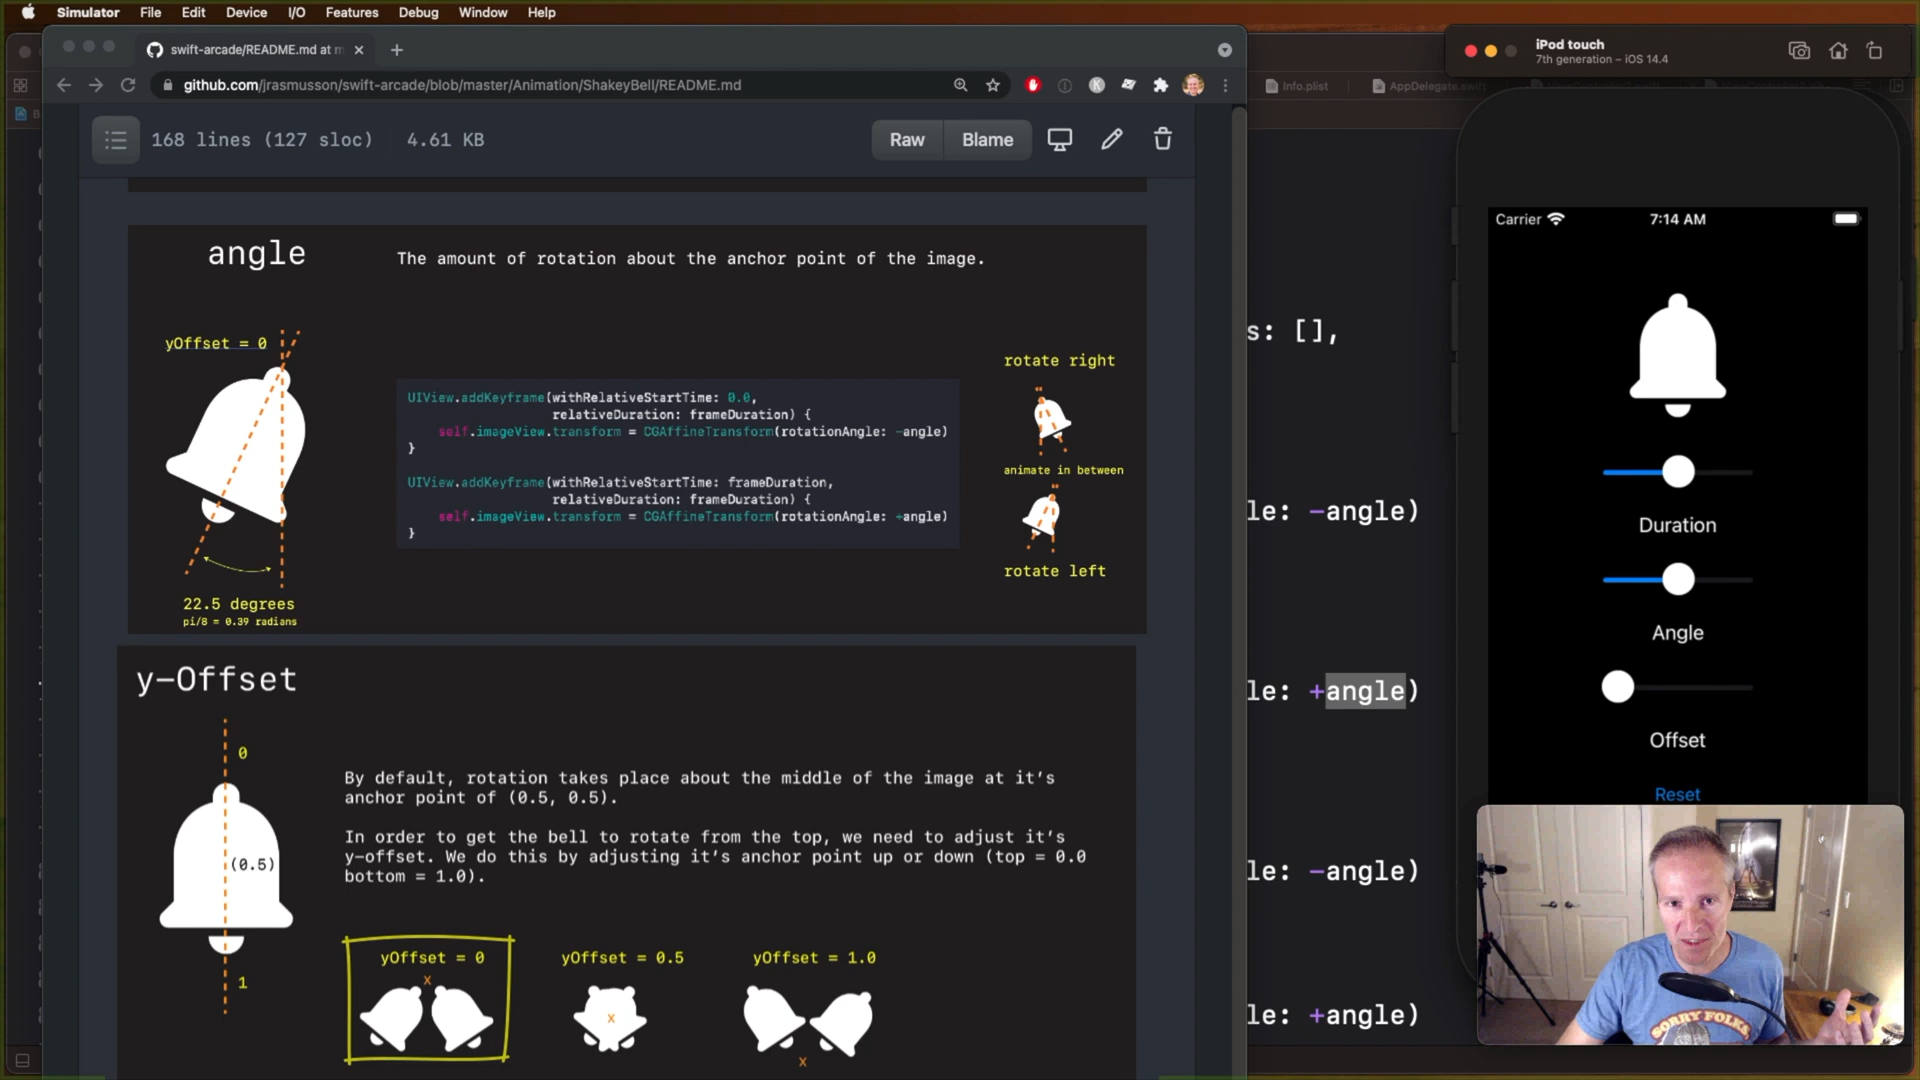 Simulator File Edit Device I/O Features Debug Window Help
swift-arcade/README.md at m
github.com/jrasmusson/swift-arcade/blob/master/Animation/ShakeyBell/README.md
168 lines (127 sloc) 4.61 KB
Raw Blame
angle
The amount of rotation about the anchor point of the image.
yOffset = 0
22.5 degrees
pi/8 = 0.39 radians
UIView.addKeyframe(withRelativeStartTime: 0.0,
relativeDuration: frameDuration) {
self.imageView.transform = CGAffineTransform(rotationAngle: -angle)
}
UIView.addKeyframe(withRelativeStartTime: frameDuration,
relativeDuration: frameDuration) {
self.imageView.transform = CGAffineTransform(rotationAngle: +angle)
}
rotate right
animate in between
rotate left
y-Offset
0
(0.5)
1
By default, rotation takes place about the middle of the image at it's
anchor point of (0.5, 0.5).
In order to get the bell to rotate from the top, we need to adjust it's
y-offset. We do this by adjusting it's anchor point up or down (top = 0.0
bottom = 1.0).
yOffset = 0
x
yOffset = 0.5
x
yOffset = 1.0
x
Info.plist
AppDelegate.swift
s: [],
le: -angle)
le: +angle)
le: -angle)
le: +angle)
iPod touch
7th generation – iOS 14.4
Carrier 7:14 AM
Duration
Angle
Offset
Reset
SORRY FOLKS,